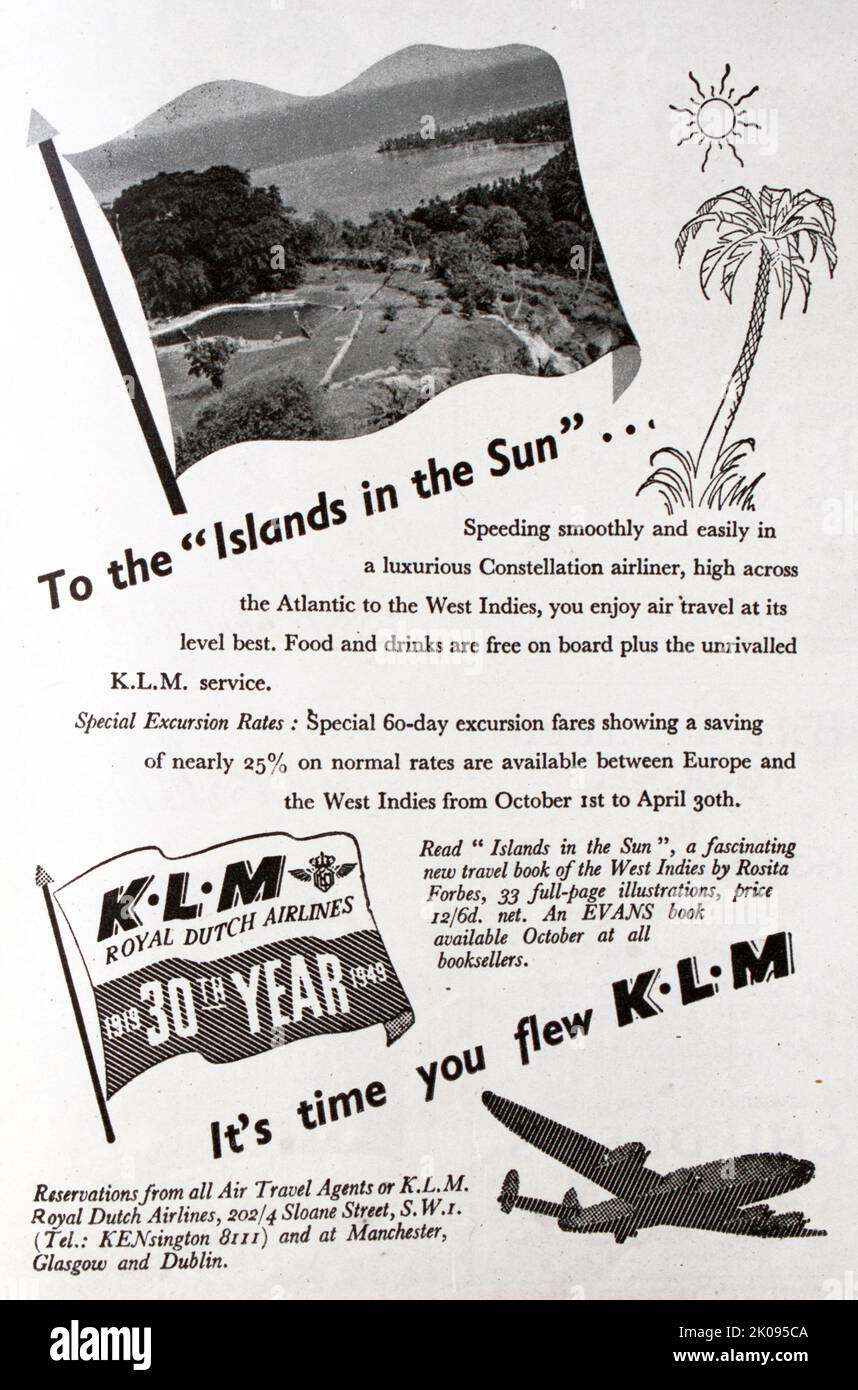 To the “Islands in the Sun” . . .
Speeding smoothly and easily in
a luxurious Constellation airliner, high across
the Atlantic to the West Indies, you enjoy air travel at its
level best. Food and drinks are free on board plus the unrivalled
K.L.M. service.
Special Excursion Rates : Special 60-day excursion fares showing a saving
of nearly 25% on normal rates are available between Europe and
the West Indies from October 1st to April 30th.
Read “ Islands in the Sun ”, a fascinating
new travel book of the West Indies by Rosita
Forbes, 33 full-page illustrations, price
12/6d. net. An EVANS book
available October at all
booksellers.
K·L·M
ROYAL DUTCH AIRLINES
1919 30TH YEAR 1949
It's time you flew K·L·M
Reservations from all Air Travel Agents or K.L.M.
Royal Dutch Airlines, 202/4 Sloane Street, S.W.1.
(Tel.: KENsington 8111) and at Manchester,
Glasgow and Dublin.
alamy
Image ID: 2K095CA
www.alamy.com